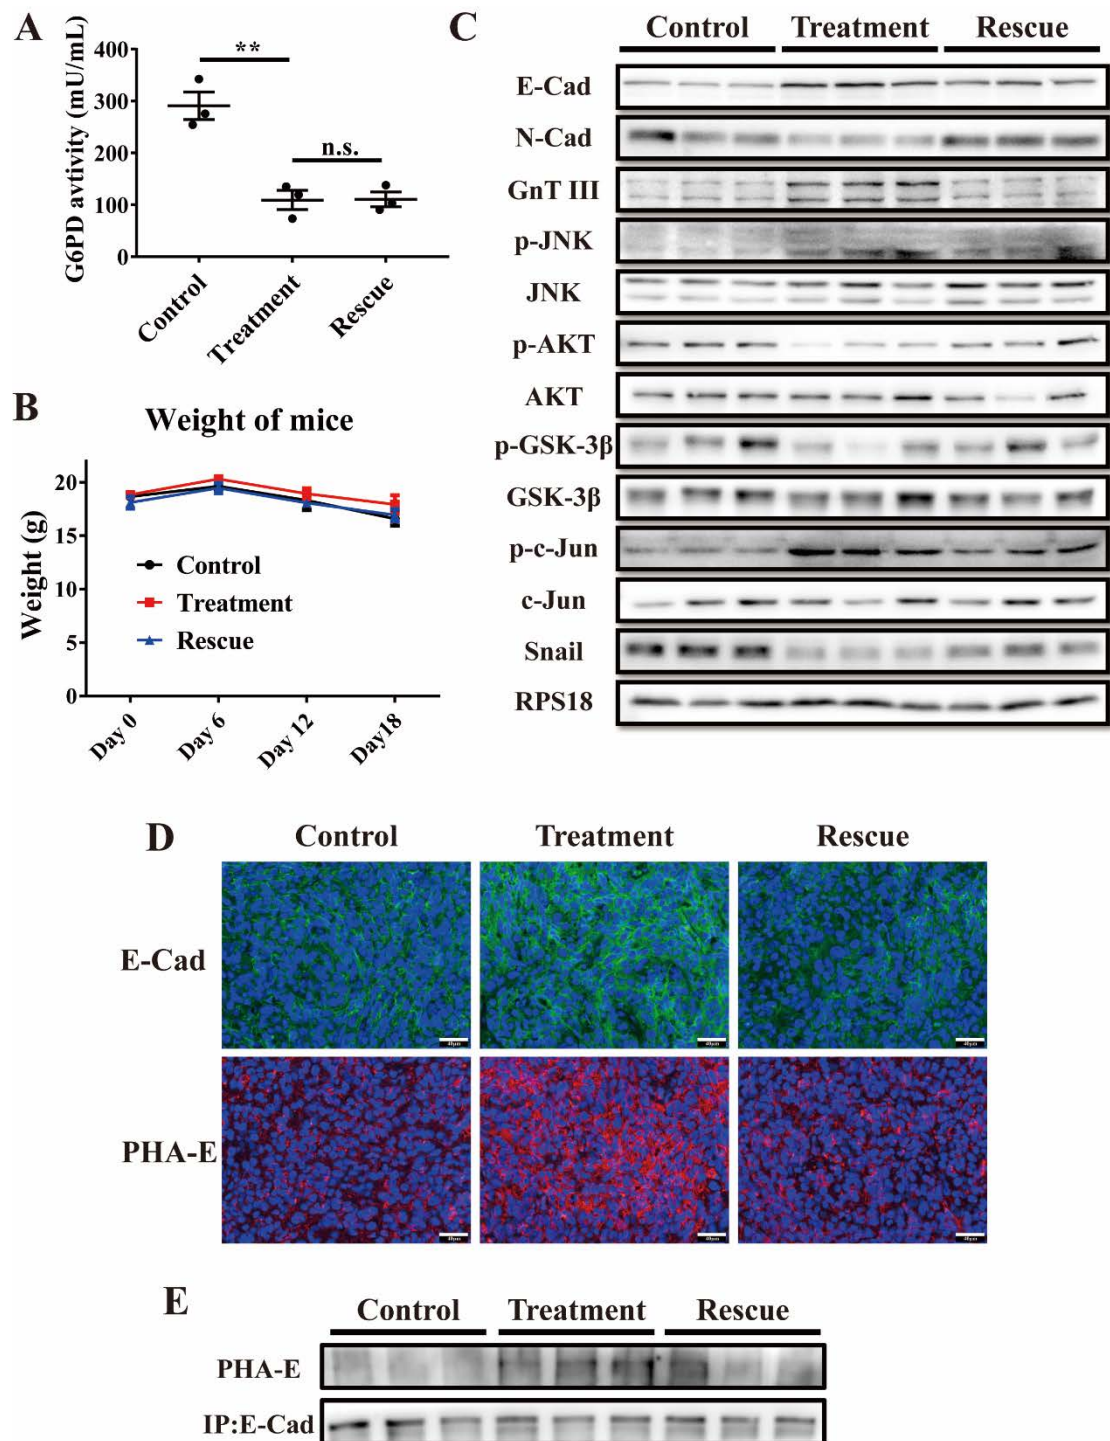 A
G6PD avtivity (mU/mL)
400
300
200
100
0
**
n.s.
Control
Treatment
Rescue
B
Weight of mice
Weight (g)
20
15
10
5
0
Control
Treatment
Rescue
Day 0
Day 6
Day 12
Day18
C
Control Treatment Rescue
E-Cad
N-Cad
GnT III
p-JNK
JNK
p-AKT
AKT
p-GSK-3β
GSK-3β
p-c-Jun
c-Jun
Snail
RPS18
D
Control Treatment Rescue
E-Cad
PHA-E
E
Control Treatment Rescue
PHA-E
IP:E-Cad